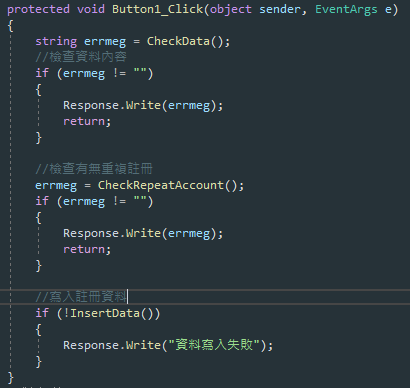 protected void Button1_Click(object sender, EventArgs e)
{
string errmeg = CheckData();
//檢查資料內容
if (errmeg != "")
{
Response.Write(errmeg);
return;
}
//檢查有無重複註冊
errmeg = CheckRepeatAccount();
if (errmeg != "")
{
Response.Write(errmeg);
return;
}
//寫入註冊資料
if (!InsertData())
{
Response.Write("資料寫入失敗");
}
}